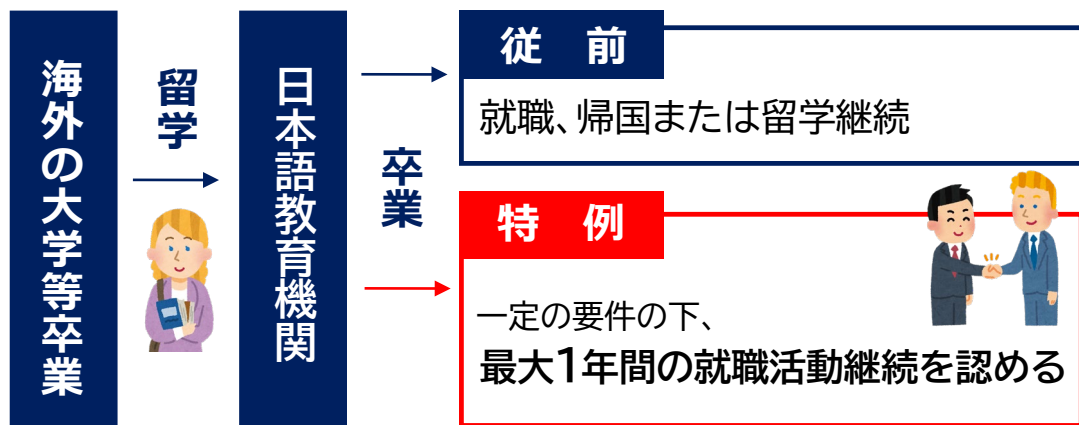 海外の大学等卒業
留学
日本語教育機関
卒業
従 前
就職、帰国または留学継続
特 例
一定の要件の下、
最大1年間の就職活動継続を認める